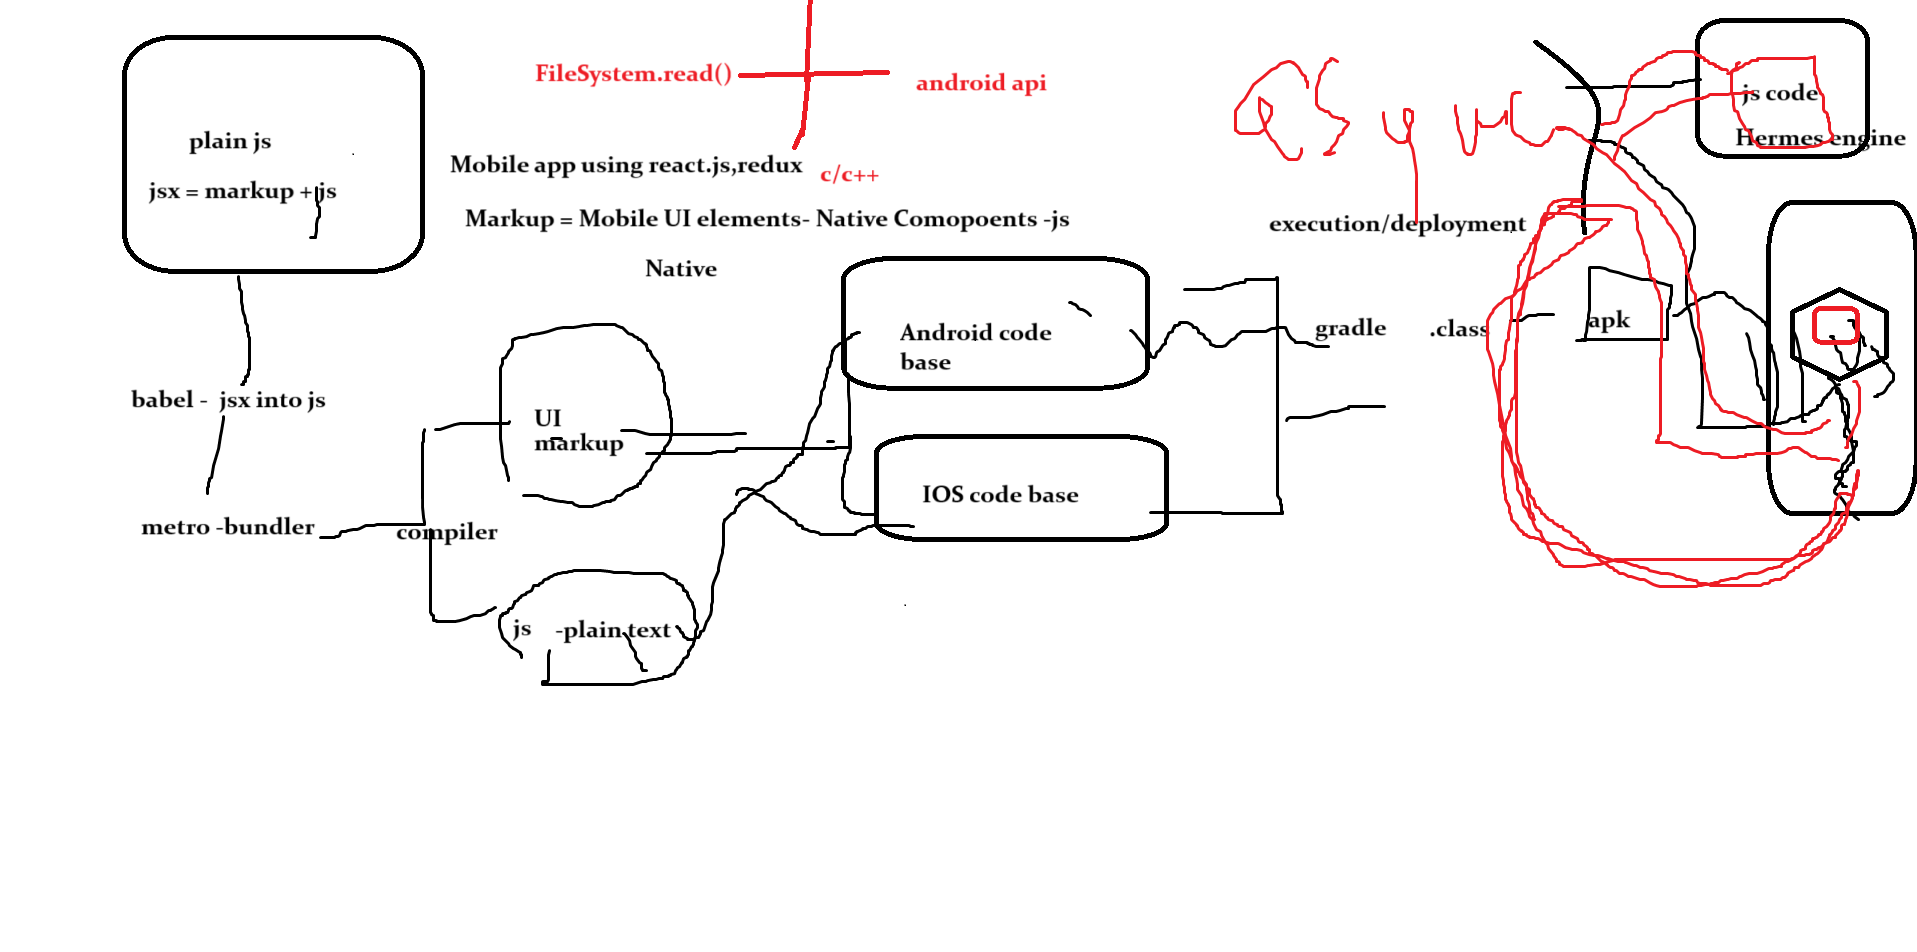 FileSystem.read()
android api
js code
Hermes engine
plain js
jsx = markup + js
Mobile app using react.js,redux
c/c++
Markup = Mobile UI elements- Native Comopoents -js
execution/deployment
Native
Android code
base
gradle
.class
apk
babel - jsx into js
UI
markup
IOS code base
metro -bundler
compiler
js -plain text